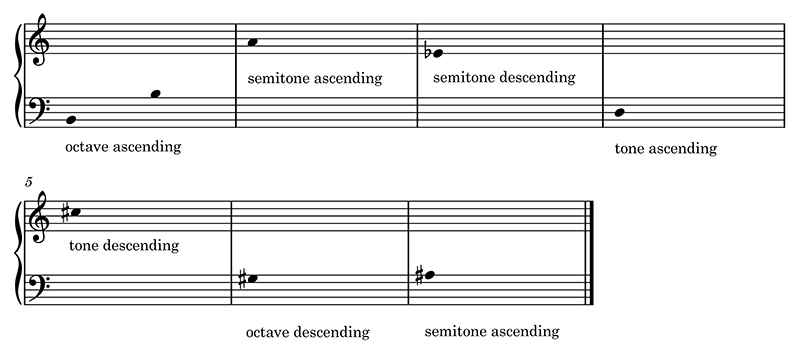 semitone ascending
semitone descending
octave ascending
tone ascending
5
tone descending
octave descending
semitone ascending